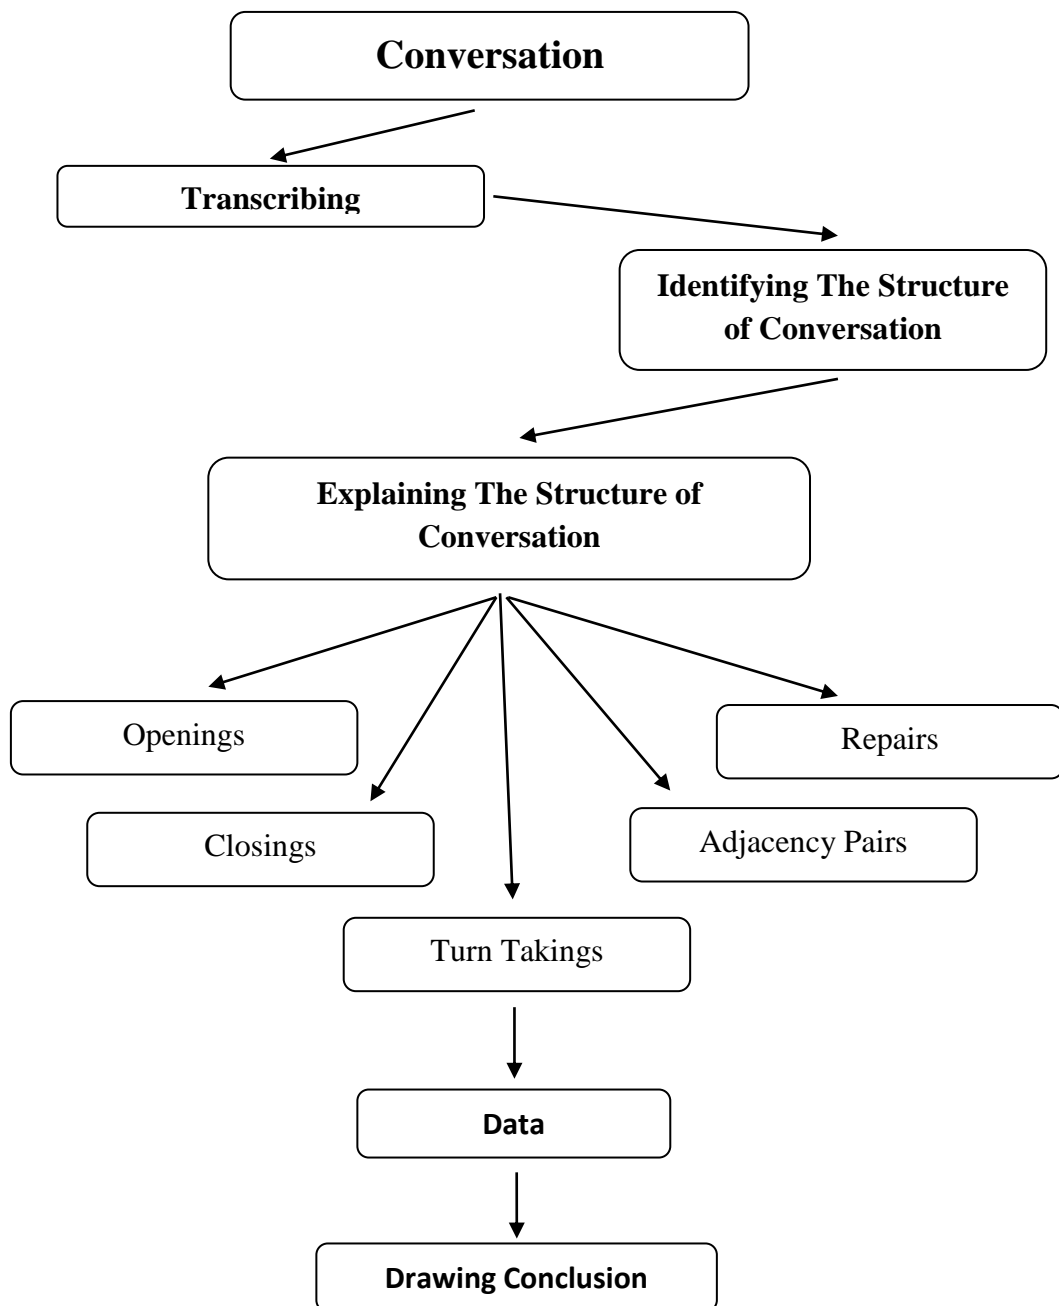 Conversation
Transcribing
Identifying The Structure
of Conversation
Explaining The Structure of
Conversation
Openings
Repairs
Closings
Adjacency Pairs
Turn Takings
Data
Drawing Conclusion